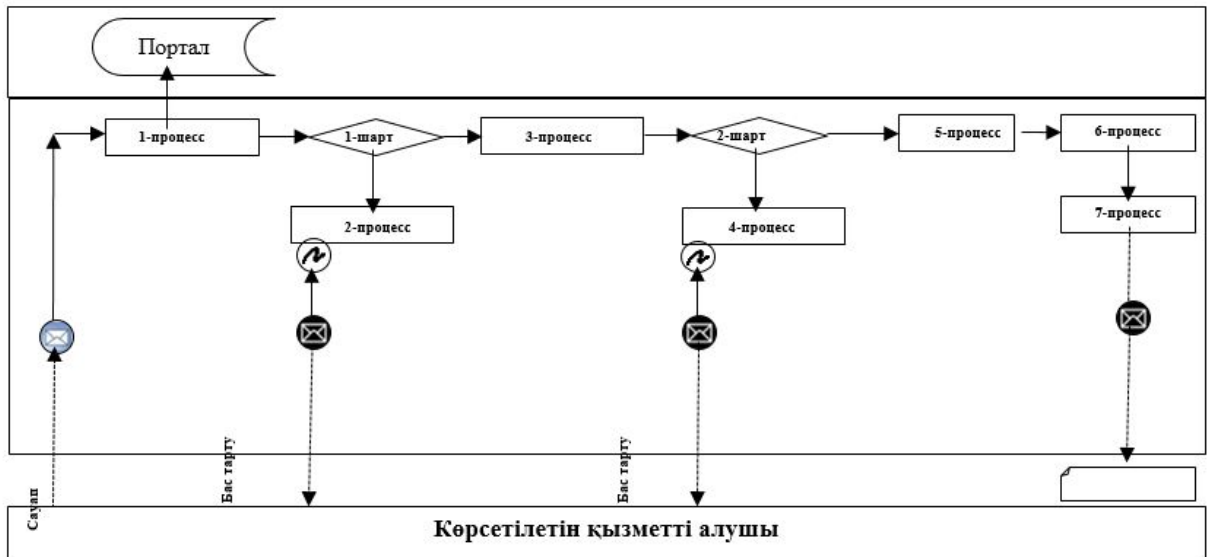 Портал
1-процесс
1-шарт
3-процесс
2-шарт
5-процесс
6-процесс
2-процесс
4-процесс
7-процесс
Сауап
Бас тарту
Бас тарту
Көрсетілетін қызметті алушы